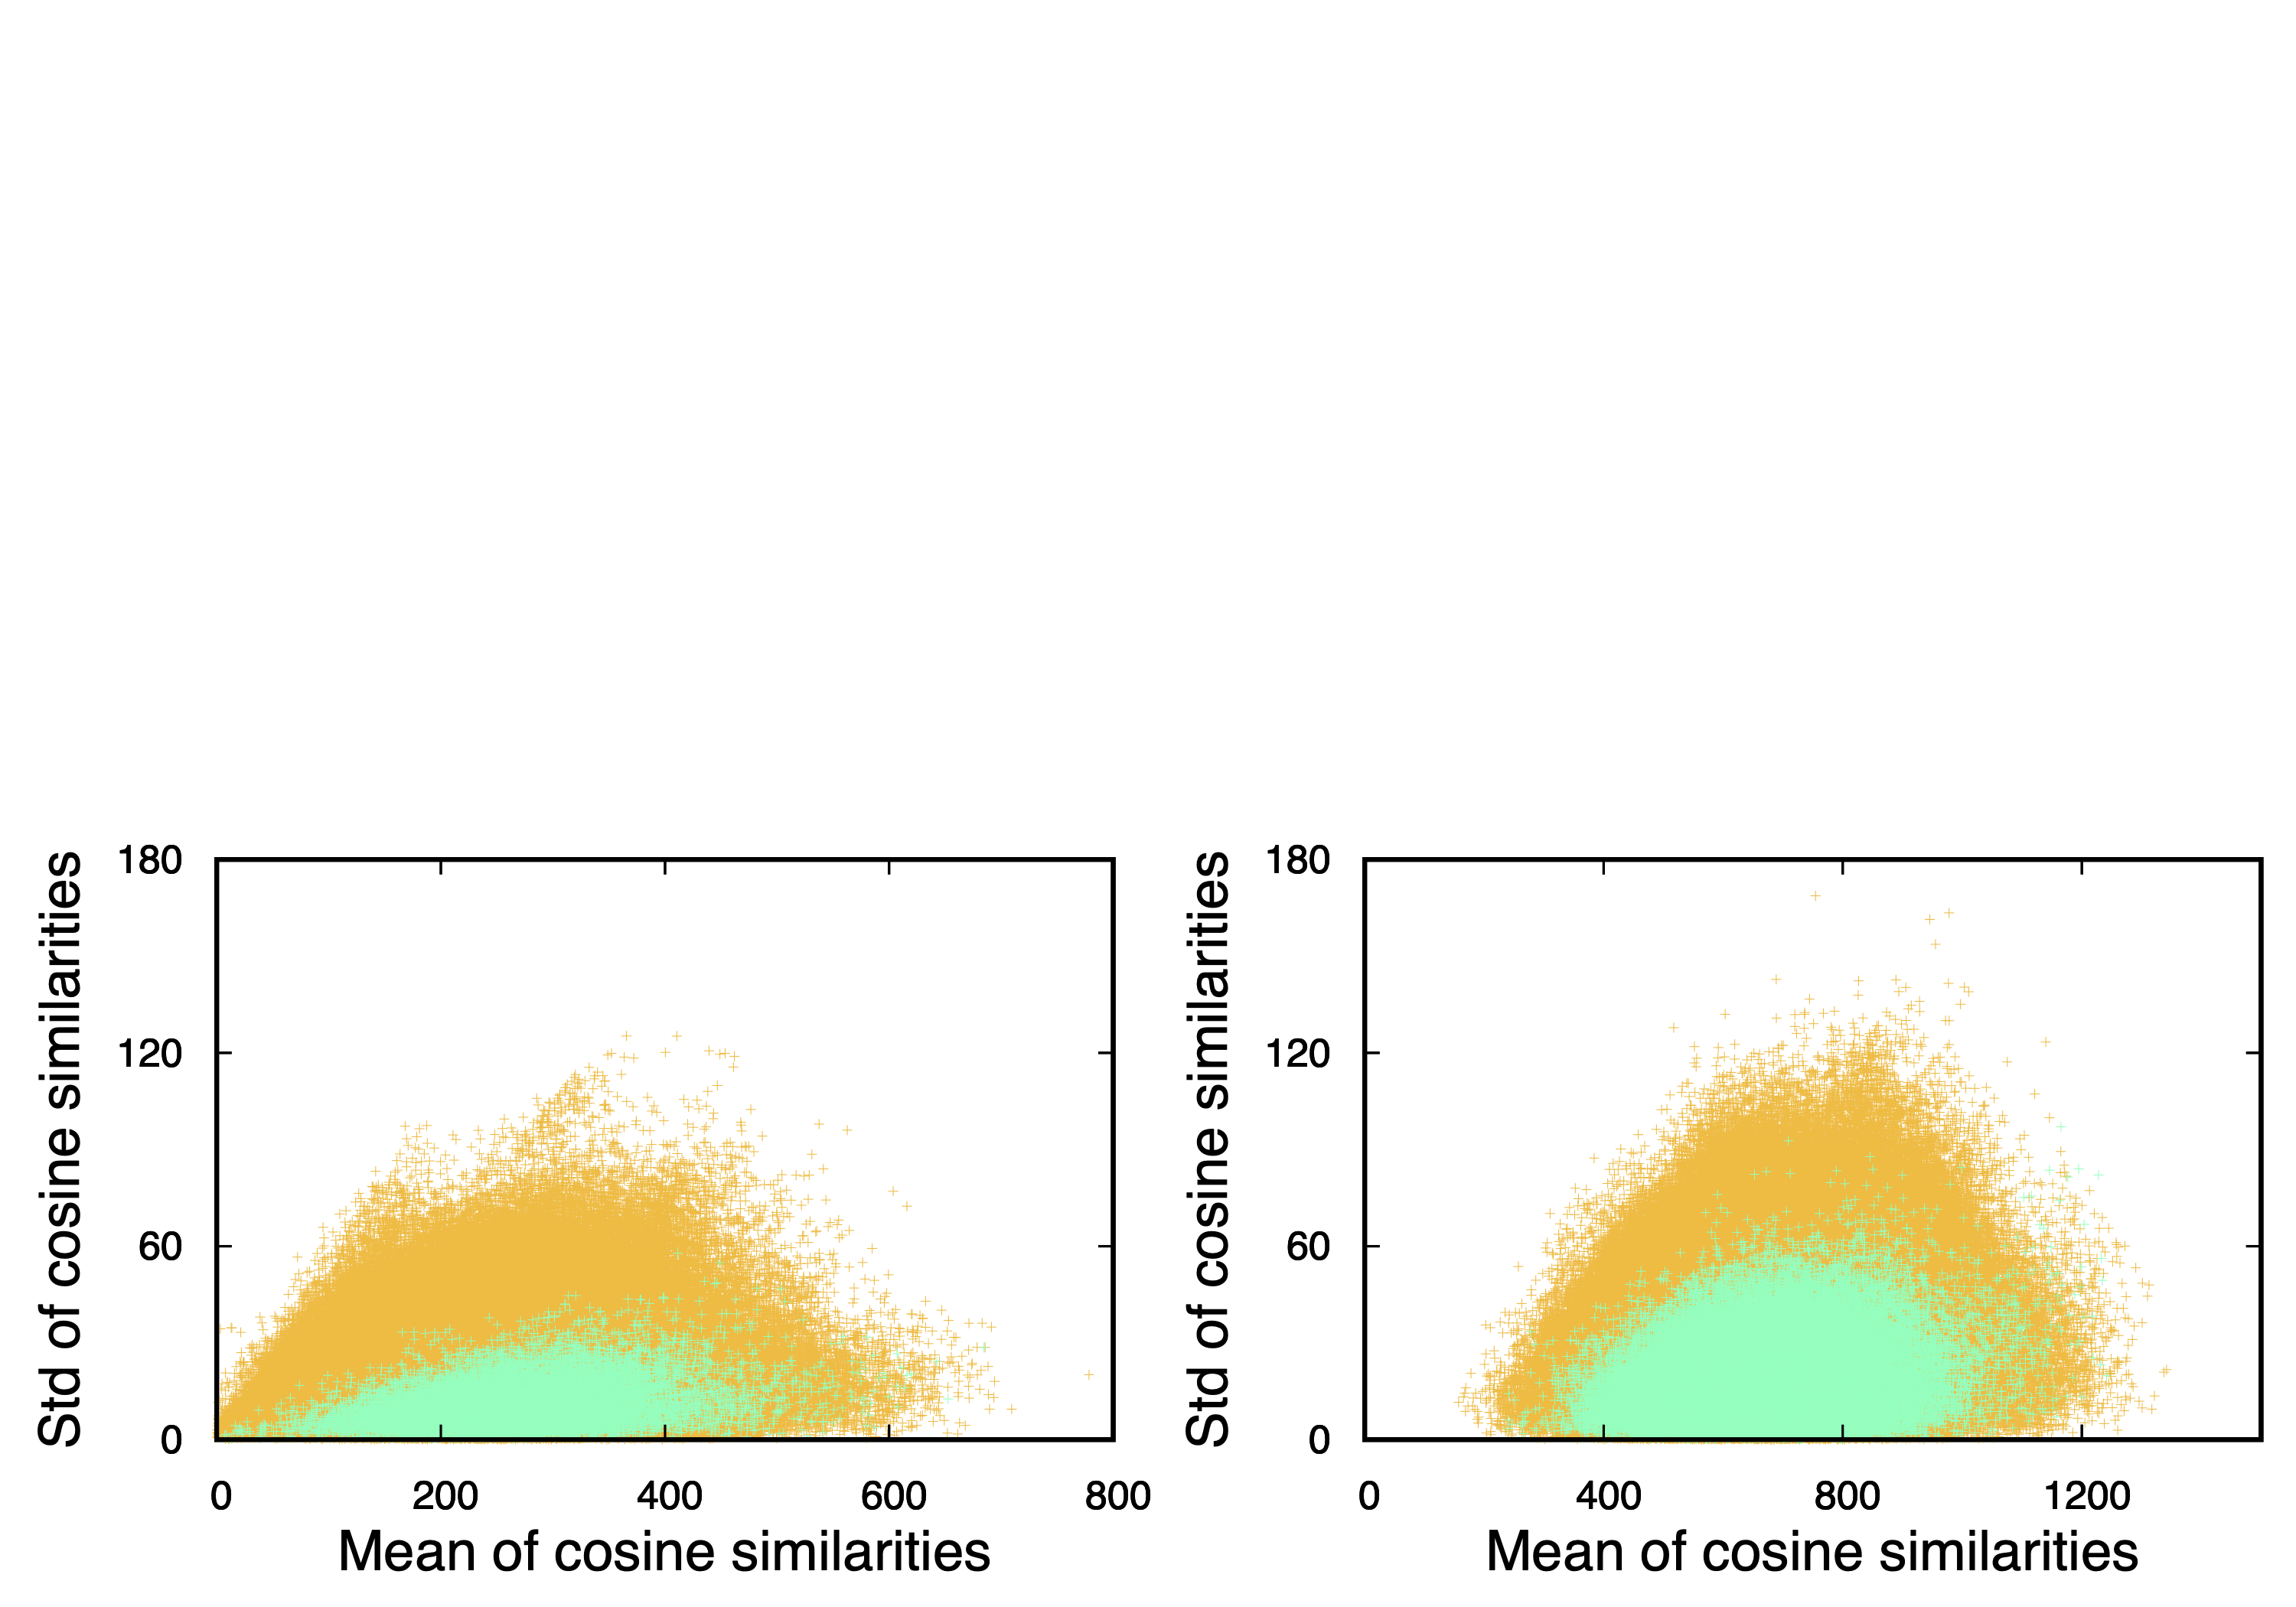 Std of cosine similarities
180
120
60
0
0 200 400 600 800
Mean of cosine similarities
Std of cosine similarities
180
120
60
0
0 400 800 1200
Mean of cosine similarities